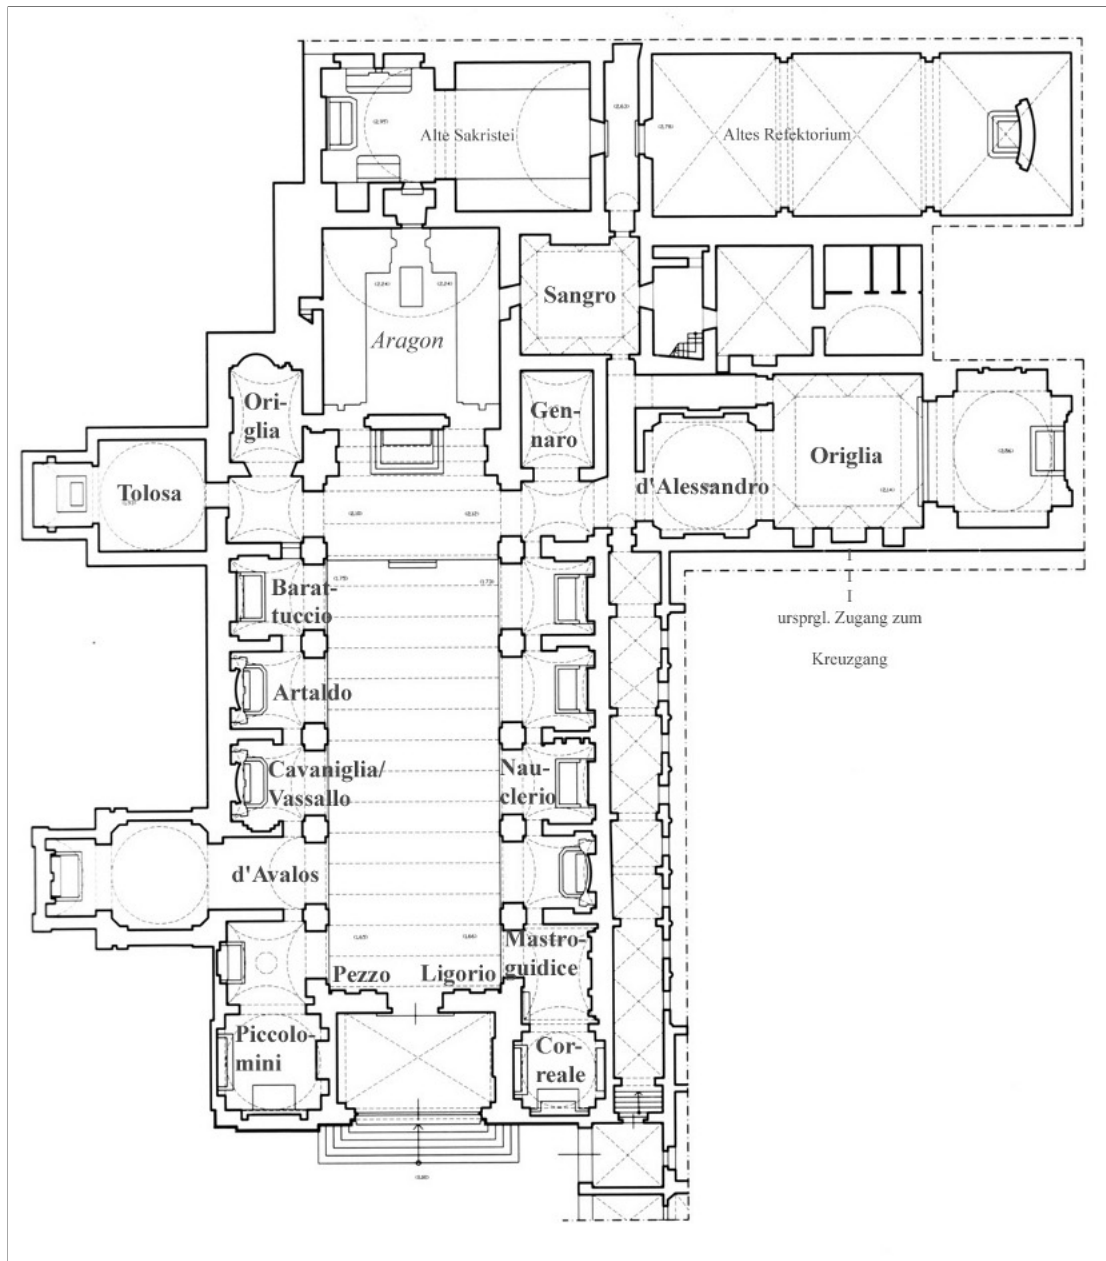 Alte Sakristei
Altes Refektorium
Sangro
Aragon
Ori-
glia
Gen-
naro
Origlia
Tolosa
d'Alessandro
Barat-
tuccio
I
I
I
ursprgl. Zugang zum
Kreuzgang
Artaldo
Cavaniglia/
Vassallo
Nau-
clerio
d'Avalos
Mastro-
guidice
Pezzo
Ligorio
Piccolo-
mini
Cor-
reale